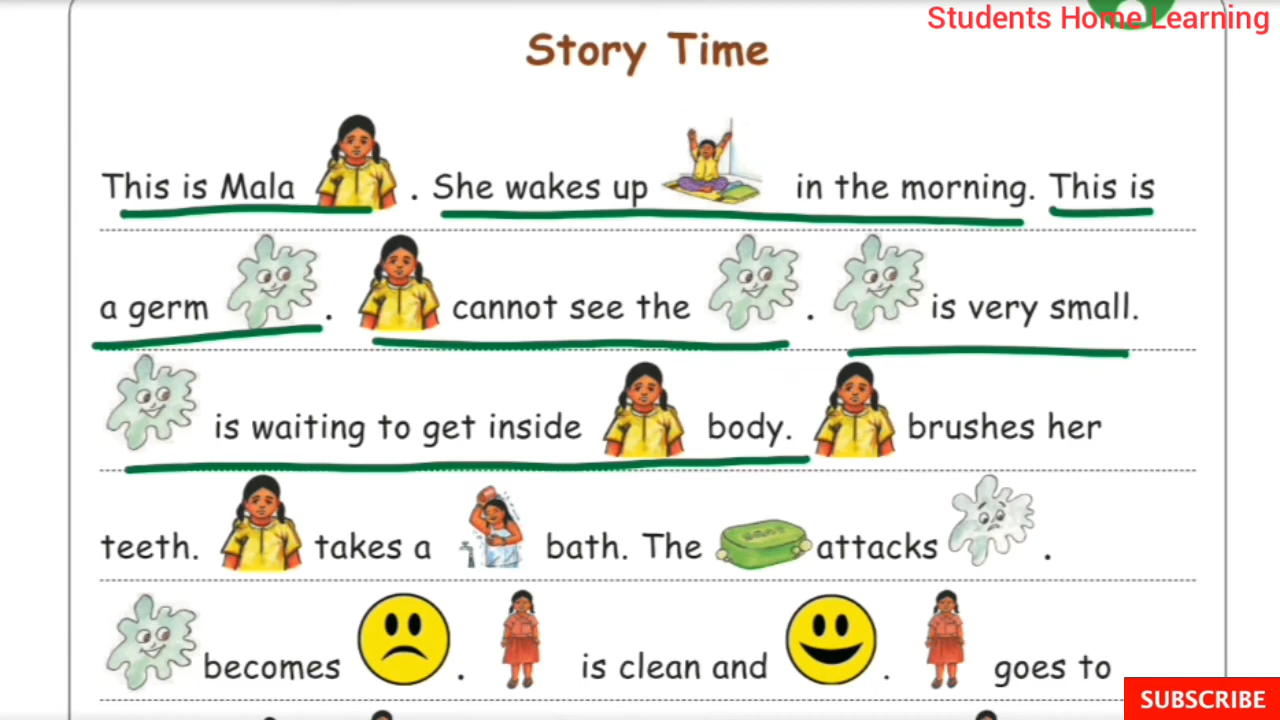 Students Home Learning
Story Time
This is Mala . She wakes up in the morning. This is
a germ . cannot see the . is very small.
is waiting to get inside body. brushes her
teeth. takes a bath. The attacks .
becomes . is clean and . goes to
SUBSCRIBE